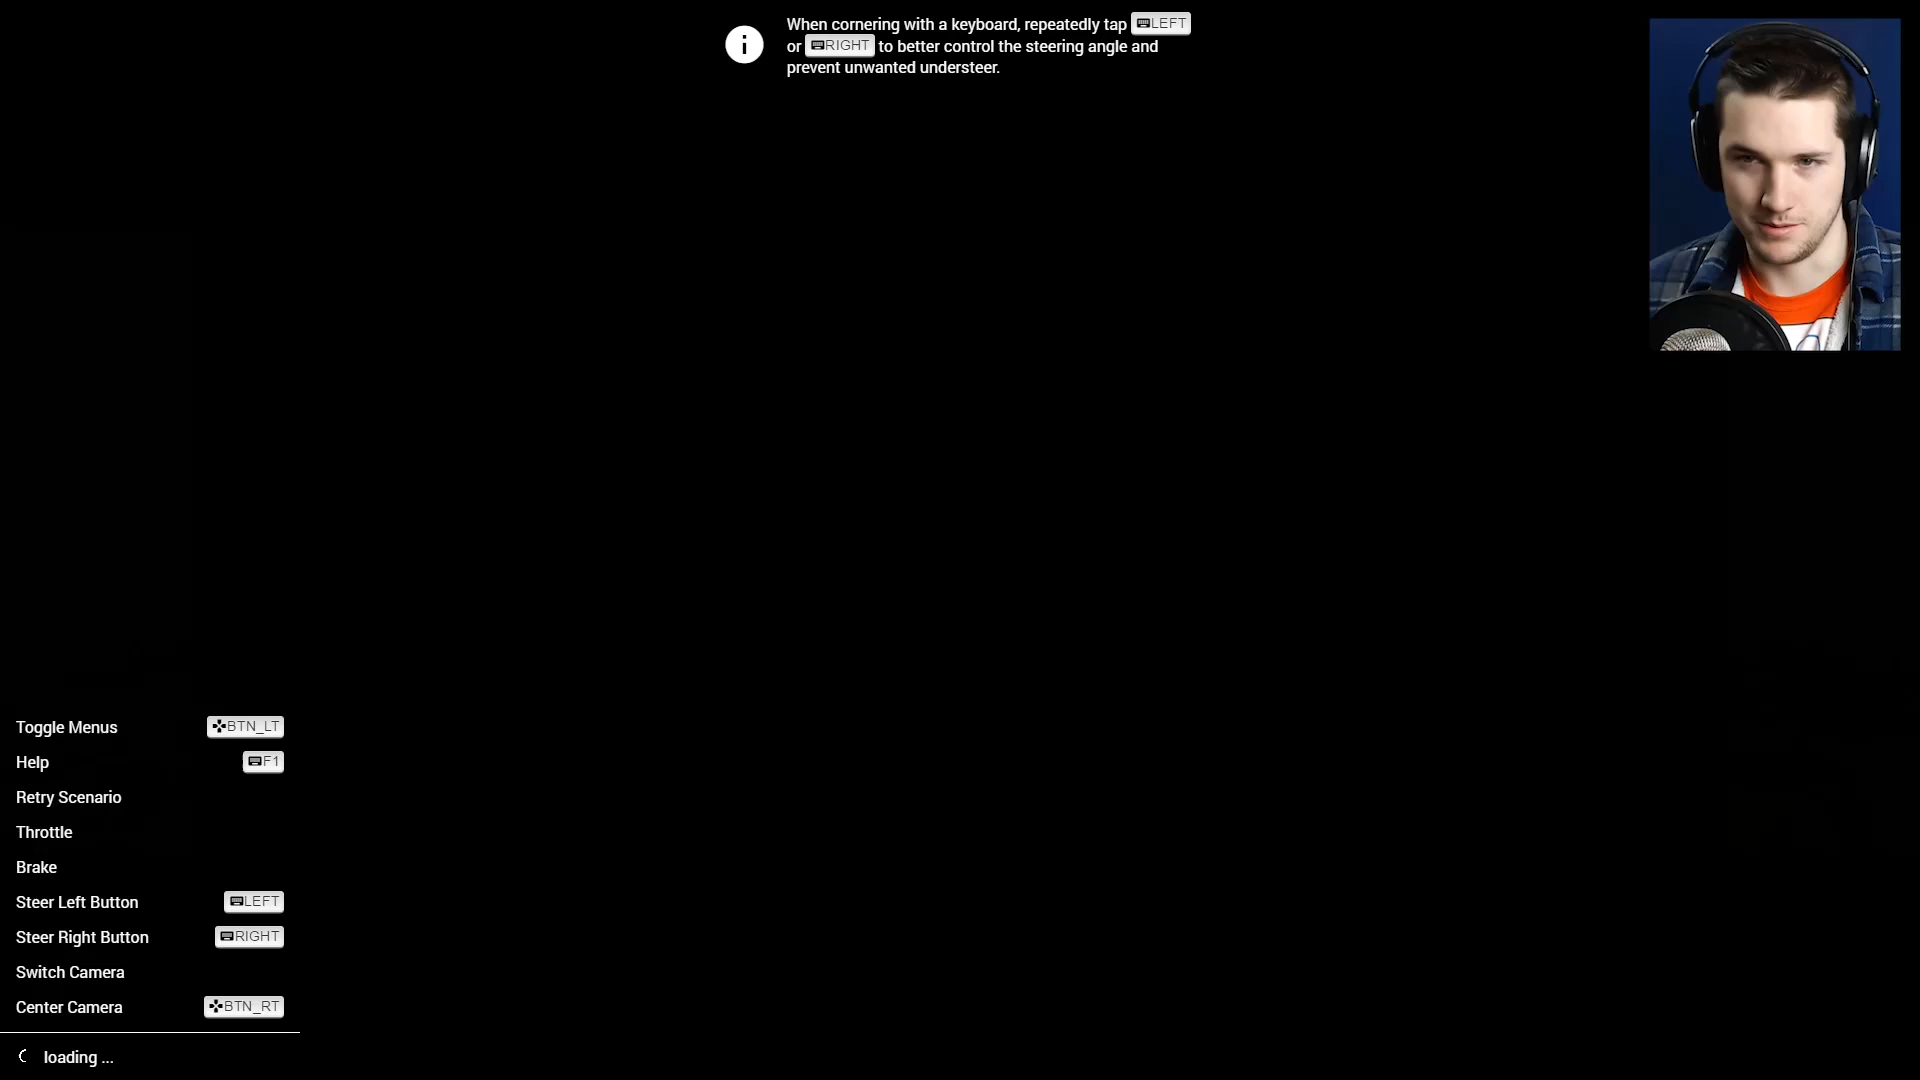 When cornering with a keyboard, repeatedly tap LEFT
or RIGHT to better control the steering angle and
prevent unwanted understeer.
Toggle Menus BTN_LT
Help F1
Retry Scenario
Throttle
Brake
Steer Left Button LEFT
Steer Right Button RIGHT
Switch Camera
Center Camera BTN_RT
loading ...